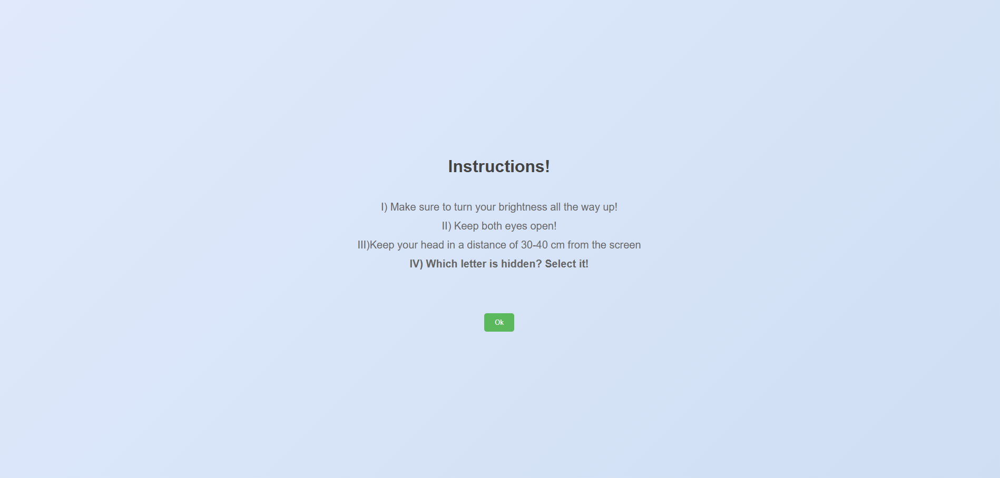 Instructions!
I) Make sure to turn your brightness all the way up!
II) Keep both eyes open!
III)Keep your head in a distance of 30-40 cm from the screen
IV) Which letter is hidden? Select it!
Ok